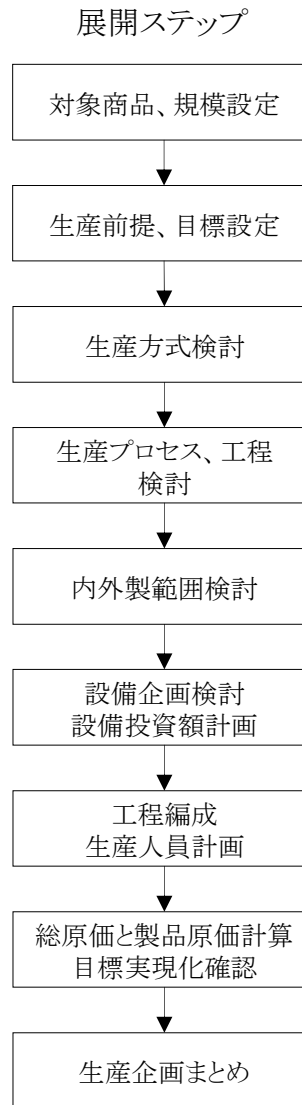 展開ステップ
対象商品、規模設定
生産前提、目標設定
生産方式検討
生産プロセス、工程
検討
内外製範囲検討
設備企画検討
設備投資額計画
工程編成
生産人員計画
総原価と製品原価計算
目標実現化確認
生産企画まとめ